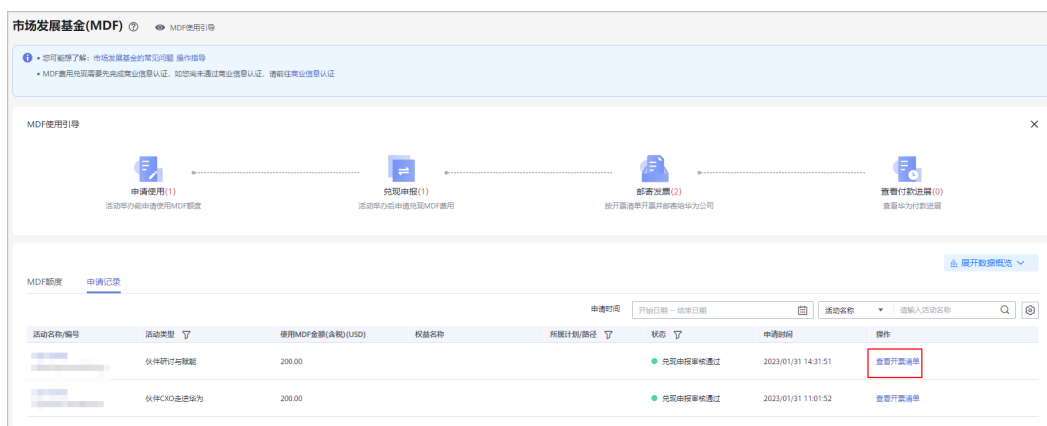 市场发展基金(MDF) ? MDF使用引导
• 您可能想了解：市场发展基金的常见问题 操作指导
• MDF费用兑现需要先完成商业信息认证，如您尚未通过商业信息认证，请前往商业信息认证
MDF使用引导
申请使用(1) 兑现申报(1) 邮寄发票(2) 查看付款进展(0)
活动举办前申请使用MDF额度 活动举办后申请兑现MDF费用 按开票清单开票并邮寄给华为公司 查看华为付款进展
展开数据概览
MDF额度 申请记录
申请时间 开始日期 – 结束日期 活动名称 请输入活动名称
活动名称/编号 活动类型 使用MDF金额(含税)(USD) 权益名称 所属计划/路径 状态 申请时间 操作
伙伴研讨与赋能 200.00 兑现申报审核通过 2023/01/31 14:31:51 查看开票清单
伙伴CXO走进华为 200.00 兑现申报审核通过 2023/01/31 11:01:52 查看开票清单